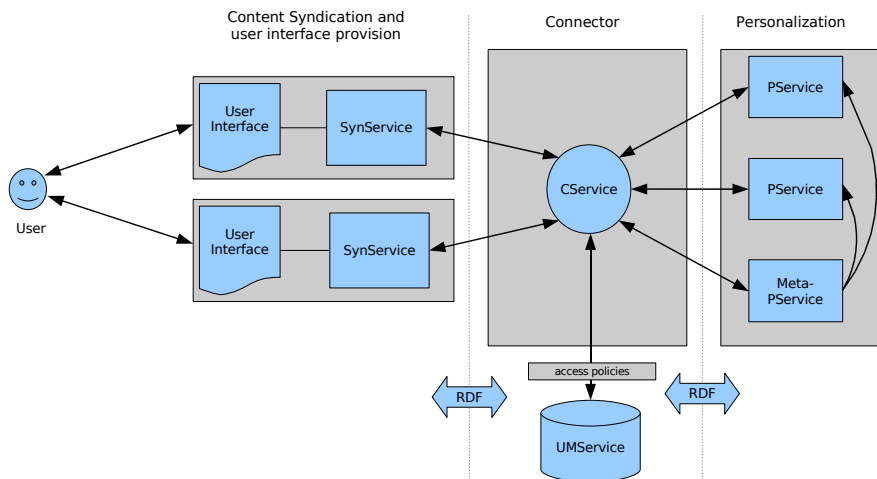 Content Syndication and
user interface provision
Connector
Personalization
User
Interface
SynService
PService
User
CService
PService
User
Interface
SynService
Meta-
PService
access policies
RDF
RDF
UMService